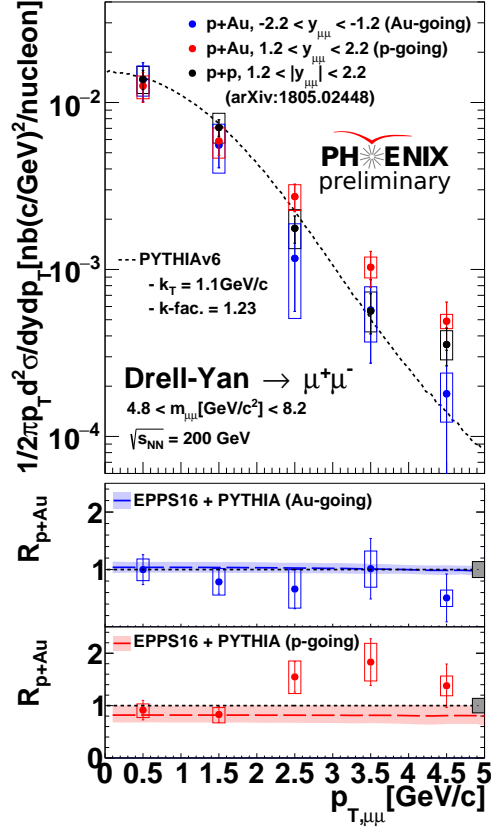 p+Au, -2.2 < y_μμ < -1.2 (Au-going)
p+Au, 1.2 < y_μμ < 2.2 (p-going)
p+p, 1.2 < |y_μμ| < 2.2
(arXiv:1805.02448)
PH ENIX
preliminary
1/2πp_T d²σ/dydp_T[nb(c/GeV)²/nucleon]
10⁻²
10⁻³
10⁻⁴
PYTHIAv6
- k_T = 1.1GeV/c
- k-fac. = 1.23
Drell-Yan → μ⁺μ⁻
4.8 < m_μμ[GeV/c²] < 8.2
√s_NN = 200 GeV
R_p+Au
2
1
EPPS16 + PYTHIA (Au-going)
R_p+Au
2
1
0
EPPS16 + PYTHIA (p-going)
0 0.5 1 1.5 2 2.5 3 3.5 4 4.5 5
p_T,μμ[GeV/c]